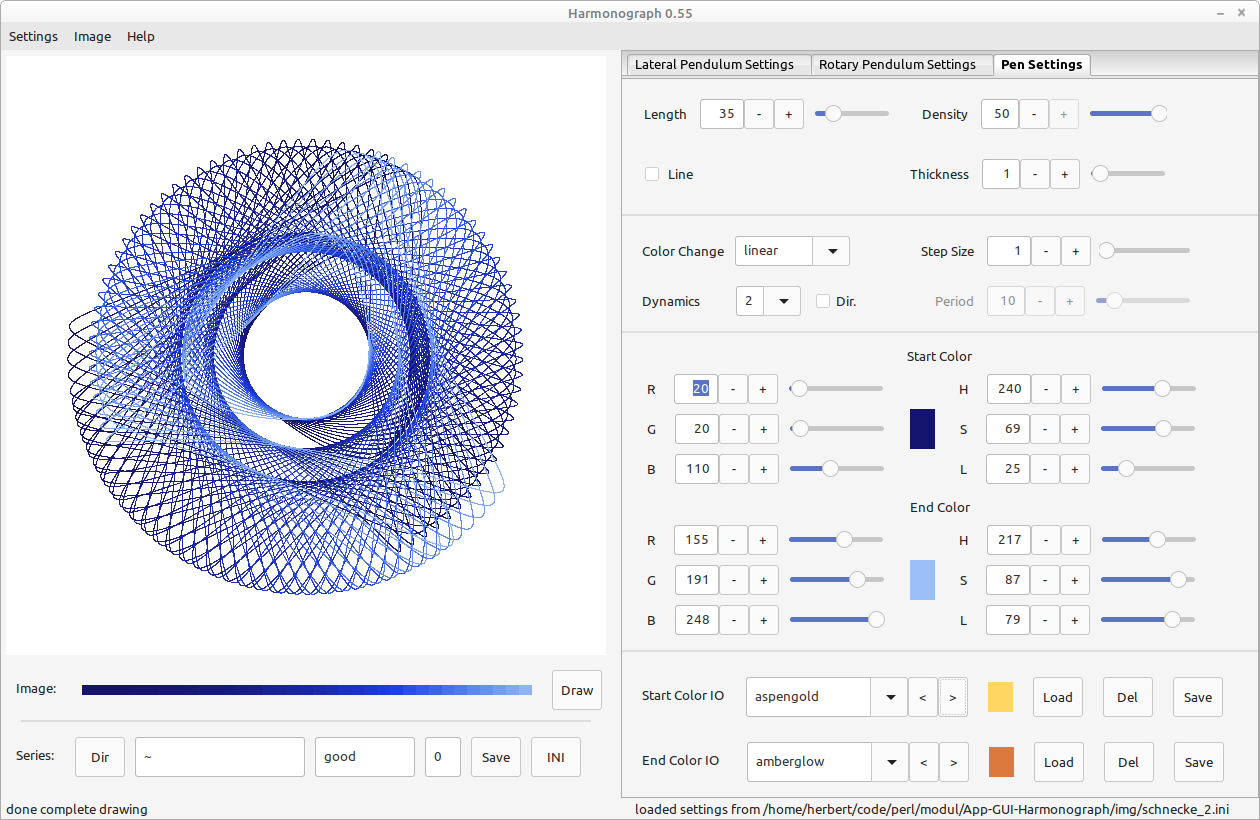 Harmonograph 0.55
Settings Image Help
Lateral Pendulum Settings Rotary Pendulum Settings Pen Settings
Length 35 - + Density 50 - +
Line Thickness 1 - +
Color Change linear Step Size 1 - +
Dynamics 2 Dir. Period 10 - +
Start Color
R 20 - + H 240 - +
G 20 - + S 69 - +
B 110 - + L 25 - +
End Color
R 155 - + H 217 - +
G 191 - + S 87 - +
B 248 - + L 79 - +
Image: Draw
Start Color IO aspengold < > Load Del Save
Series: Dir ~ good 0 Save INI
End Color IO amberglow < > Load Del Save
done complete drawing
loaded settings from /home/herbert/code/perl/modul/App-GUI-Harmonograph/img/schnecke_2.ini